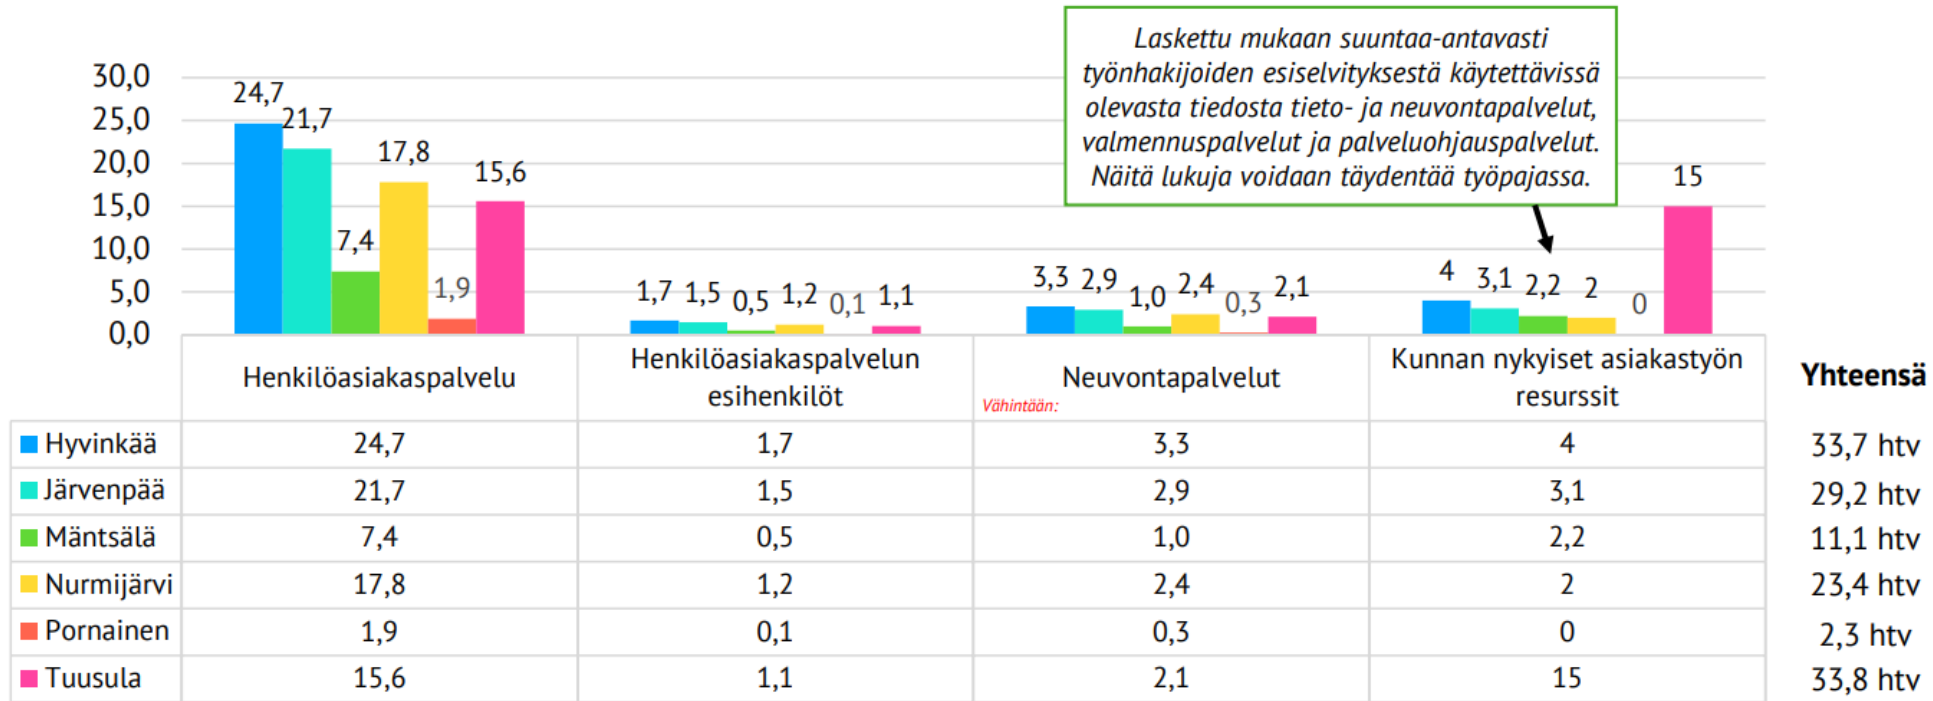 Laskettu mukaan suuntaa-antavasti
työnhakijoiden esiselvityksestä käytettävissä
olevasta tiedosta tieto- ja neuvontapalvelut,
valmennuspalvelut ja palveluohjauspalvelut.
Näitä lukuja voidaan täydentää työpajassa.
30,0
25,0
20,0
15,0
10,0
5,0
0,0
24,7
21,7
7,4
17,8
1,9
15,6
1,7
1,5
0,5
1,2
0,1
1,1
3,3
2,9
1,0
2,4
0,3
2,1
4
3,1
2,2
2
0
15
Henkilöasiakaspalvelu
Henkilöasiakaspalvelun
esihenkilöt
Neuvontapalvelut
Vähintään:
Kunnan nykyiset asiakastyön
resurssit
Yhteensä
Hyvinkää 24,7 1,7 3,3 4 33,7 htv
Järvenpää 21,7 1,5 2,9 3,1 29,2 htv
Mäntsälä 7,4 0,5 1,0 2,2 11,1 htv
Nurmijärvi 17,8 1,2 2,4 2 23,4 htv
Pornainen 1,9 0,1 0,3 0 2,3 htv
Tuusula 15,6 1,1 2,1 15 33,8 htv